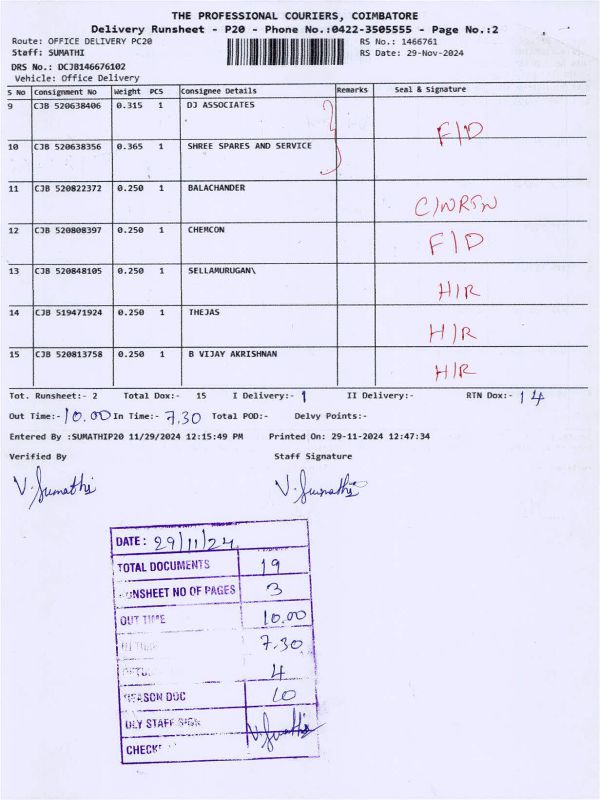 THE PROFESSIONAL COURIERS, COIMBATORE
Delivery Runsheet - P20 - Phone No.:0422-3505555 - Page No.:2
Route: OFFICE DELIVERY PC20 RS No.: 1466761
Staff: SUMATHI RS Date: 29-Nov-2024
DRS No.: DCJB146676102
Vehicle: Office Delivery
S No Consignment No Weight PCS Consignee Details Remarks Seal & Signature
9 CJB 520638406 0.315 1 DJ ASSOCIATES F/D
10 CJB 520638356 0.365 1 SHREE SPARES AND SERVICE
11 CJB 520822372 0.250 1 BALACHANDER
12 CJB 520808397 0.250 1 CHEMCON F/D
13 CJB 520848105 0.250 1 SELLAMURUGAN\ H/R
14 CJB 519471924 0.250 1 THEJAS H/R
15 CJB 520813758 0.250 1 B VIJAY AKRISHNAN H/R
Tot. Runsheet:- 2 Total Dox:- 15 I Delivery:- 1 II Delivery:- RTN Dox:- 14
Out Time:- 10.00 In Time:- 7.30 Total POD:- Delvy Points:-
Entered By :SUMATHIP20 11/29/2024 12:15:49 PM Printed On: 29-11-2024 12:47:34
Verified By Staff Signature
V. Sumathi V. Sumathi
DATE: 29/11/24
TOTAL DOCUMENTS 19
UNSHEET NO OF PAGES 3
OUT TIME 10.00
7.30
4
REASON DOC 10
DLY STAFF SIGN V. Sumathi
CHECK